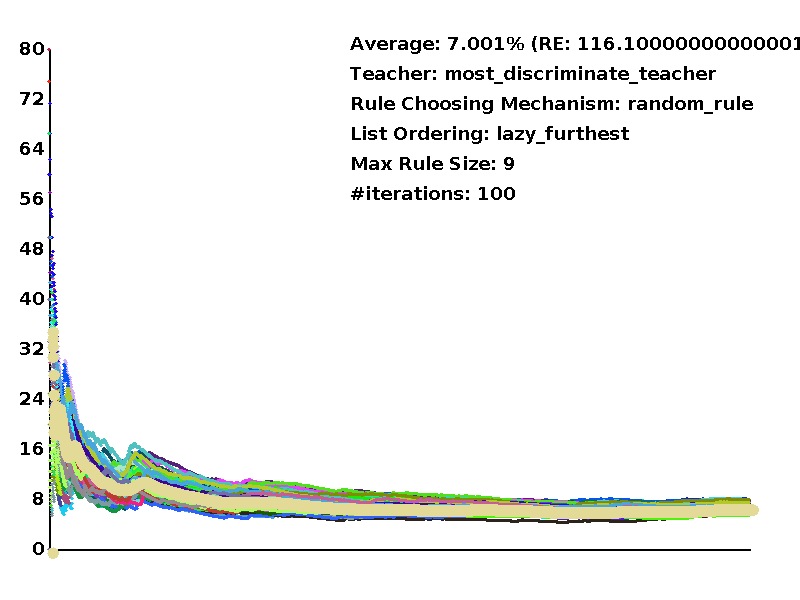 Average: 7.001% (RE: 116.10000000000001
Teacher: most_discriminate_teacher
Rule Choosing Mechanism: random_rule
List Ordering: lazy_furthest
Max Rule Size: 9
#iterations: 100
80
72
64
56
48
40
32
24
16
8
0